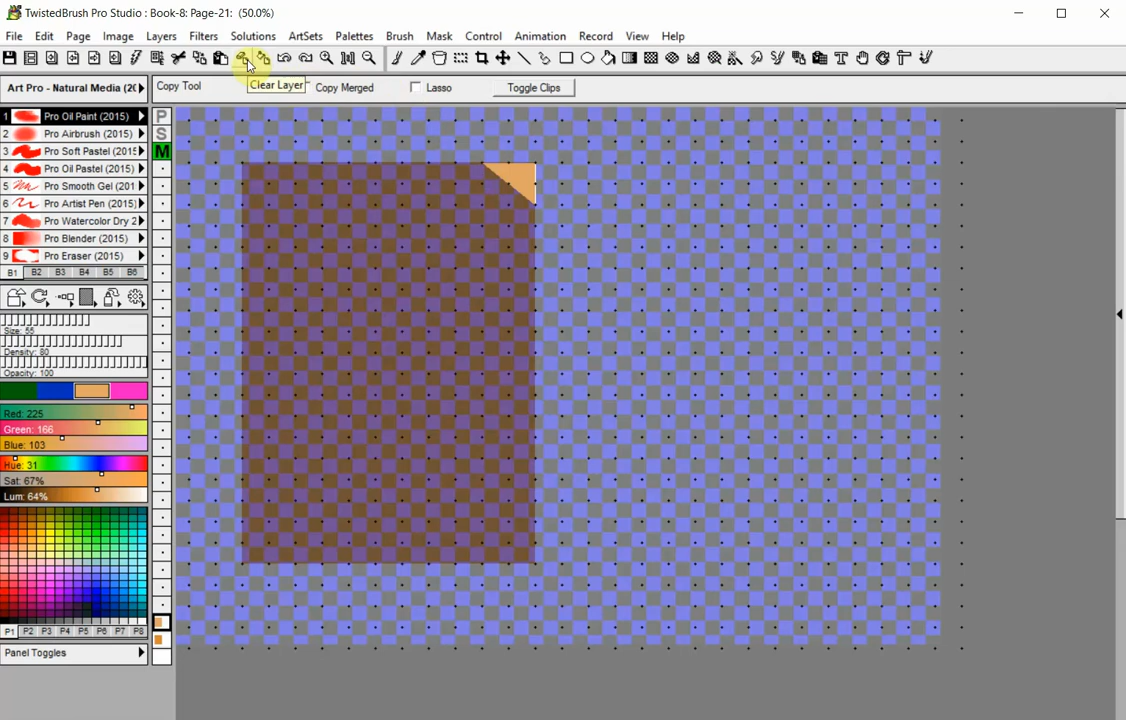 TwistedBrush Pro Studio : Book-8: Page-21: (50.0%)
File Edit Page Image Layers Filters Solutions ArtSets Palettes Brush Mask Control Animation Record View Help
Art Pro - Natural Media (2( Copy Tool Clear Layer Copy Merged Lasso Toggle Clips
1 Pro Oil Paint (2015) P
2 Pro Airbrush (2015) S
3 Pro Soft Pastel (2015 M
4 Pro Oil Pastel (2015)
5 Pro Smooth Gel (201
6 Pro Artist Pen (2015)
7 Pro Watercolor Dry 2
8 Pro Blender (2015)
9 Pro Eraser (2015)
B1 B2 B3 B4 B5 B6
Size: 55
Density: 80
Opacity: 100
Red: 225
Green: 166
Blue: 103
Hue: 31
Sat: 67%
Lum: 64%
P1 P2 P3 P4 P5 P6 P7 P8
Panel Toggles